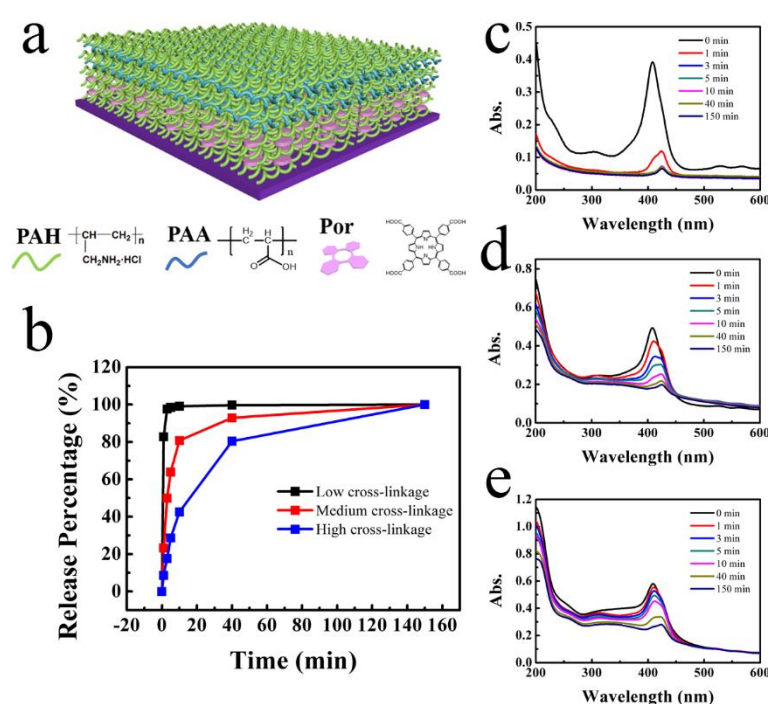 a
PAH
CH
CH₂
n
CH₂NH₂·HCl
PAA
H₂
C
H
C
n
C
O
OH
Por
HOOC
COOH
N
NH
HN
N
HOOC
COOH
b
Release Percentage (%)
120
100
80
60
40
20
0
Low cross-linkage
Medium cross-linkage
High cross-linkage
-20 0 20 40 60 80 100 120 140 160
Time (min)
c
Abs.
0.5
0.4
0.3
0.2
0.1
0.0
0 min
1 min
3 min
5 min
10 min
40 min
150 min
200 300 400 500 600
Wavelength (nm)
d
Abs.
0.8
0.6
0.4
0.2
0.0
0 min
1 min
3 min
5 min
10 min
40 min
150 min
200 300 400 500 600
Wavelength (nm)
e
Abs.
1.2
1.0
0.8
0.6
0.4
0.2
0.0
0 min
1 min
3 min
5 min
10 min
40 min
150 min
200 300 400 500 600
Wavelength (nm)